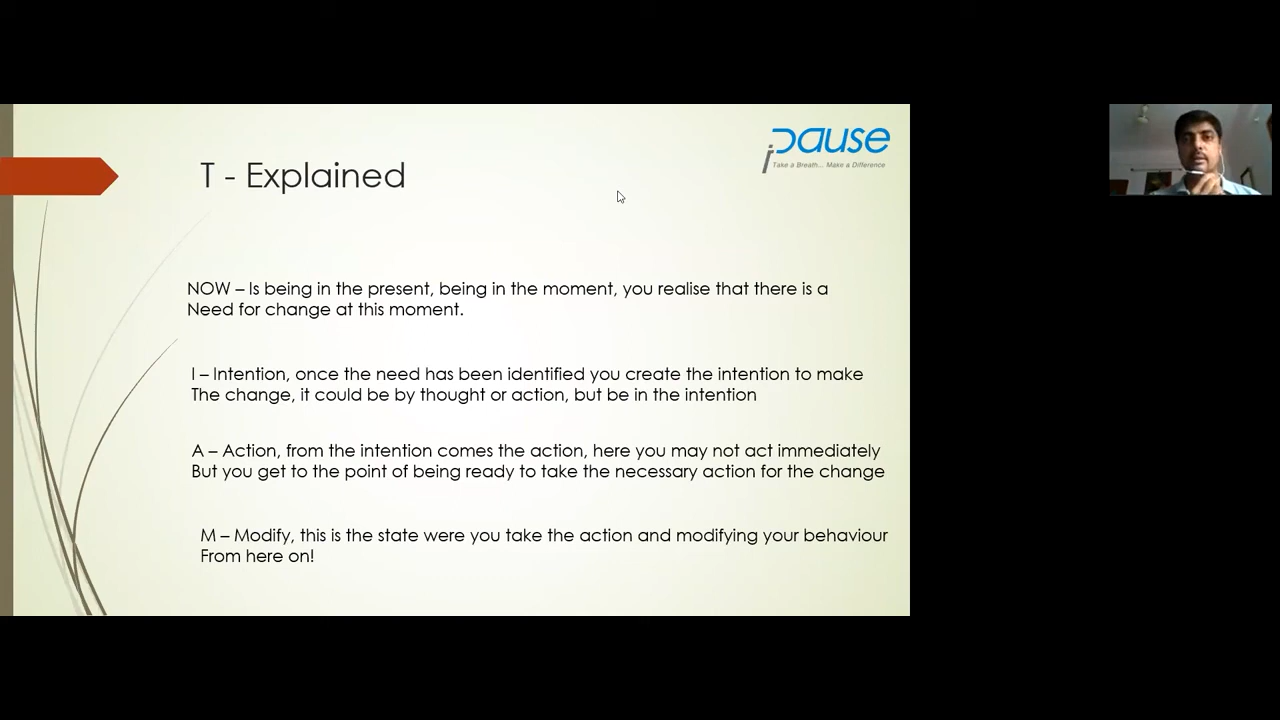 T - Explained
iPause
Take a Breath... Make a Difference
NOW – Is being in the present, being in the moment, you realise that there is a
Need for change at this moment.
I – Intention, once the need has been identified you create the intention to make
The change, it could be by thought or action, but be in the intention
A – Action, from the intention comes the action, here you may not act immediately
But you get to the point of being ready to take the necessary action for the change
M – Modify, this is the state were you take the action and modifying your behaviour
From here on!